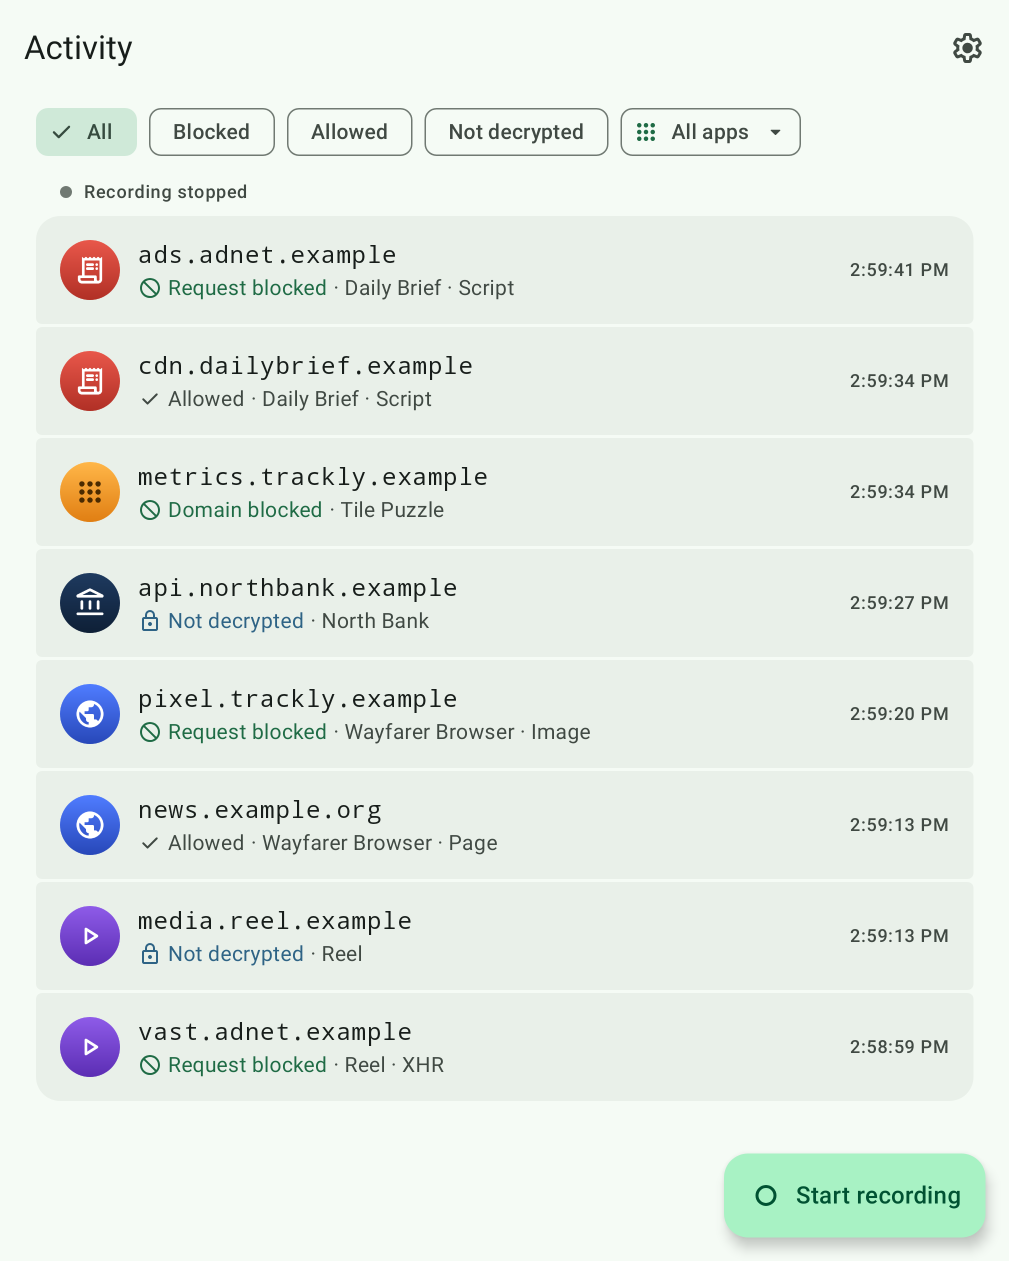 Activity
All
Blocked
Allowed
Not decrypted
All apps
Recording stopped
ads.adnet.example
Request blocked · Daily Brief · Script
2:59:41 PM
cdn.dailybrief.example
Allowed · Daily Brief · Script
2:59:34 PM
metrics.trackly.example
Domain blocked · Tile Puzzle
2:59:34 PM
api.northbank.example
Not decrypted · North Bank
2:59:27 PM
pixel.trackly.example
Request blocked · Wayfarer Browser · Image
2:59:20 PM
news.example.org
Allowed · Wayfarer Browser · Page
2:59:13 PM
media.reel.example
Not decrypted · Reel
2:59:13 PM
vast.adnet.example
Request blocked · Reel · XHR
2:58:59 PM
Start recording